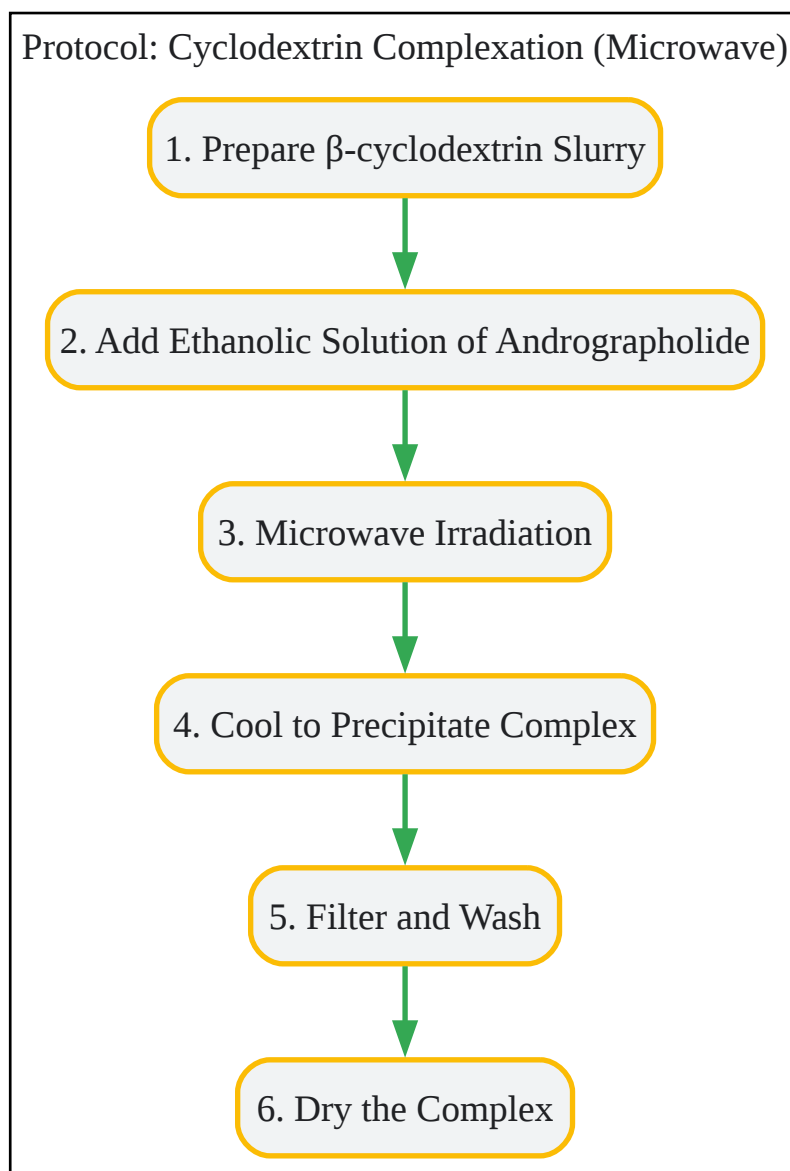 Protocol: Cyclodextrin Complexation (Microwave)
1. Prepare β-cyclodextrin Slurry
2. Add Ethanolic Solution of Andrographolide
3. Microwave Irradiation
4. Cool to Precipitate Complex
5. Filter and Wash
6. Dry the Complex